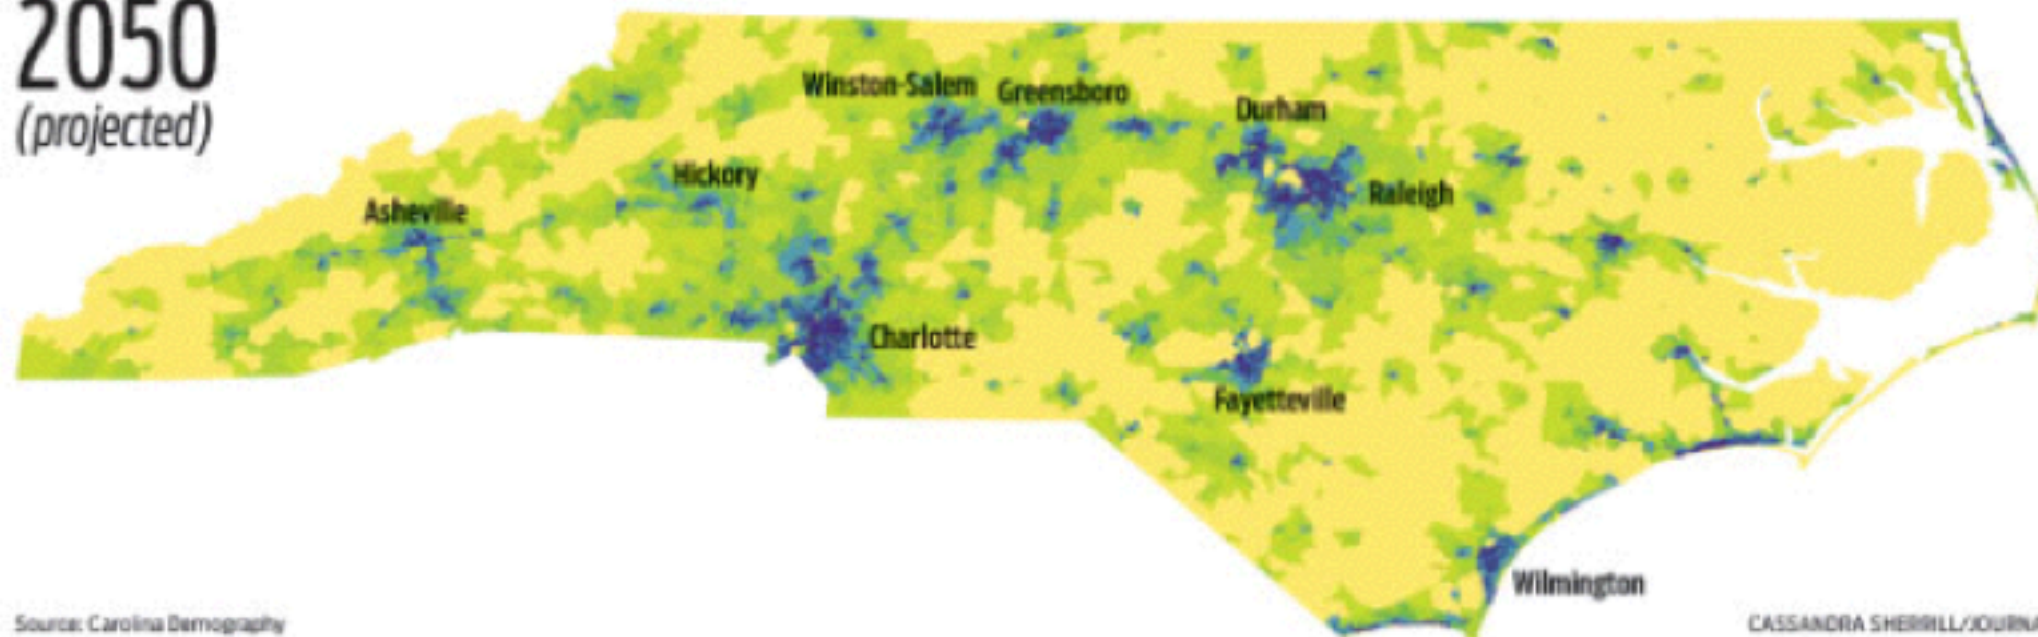 2050
(projected)
Winston-Salem
Greensboro
Durham
Hickory
Raleigh
Asheville
Charlotte
Fayetteville
Wilmington
Source: Carolina Demography
CASSANDRA SHERRILL/JOURNA